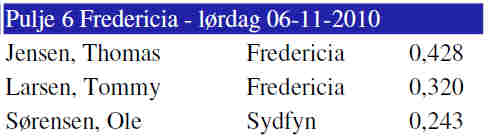 Pulje 6 Fredericia - lørdag 06-11-2010
Jensen, Thomas Fredericia 0,428
Larsen, Tommy Fredericia 0,320
Sørensen, Ole Sydfyn 0,243